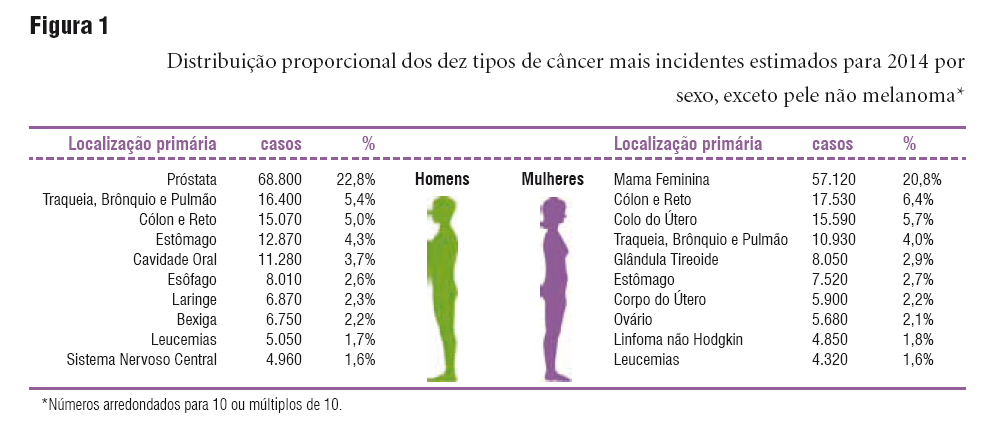 Figura 1
Distribuição proporcional dos dez tipos de câncer mais incidentes estimados para 2014 por
sexo, exceto pele não melanoma*
Localização primária casos % Localização primária casos %
Próstata 68.800 22,8% Homens Mulheres Mama Feminina 57.120 20,8%
Traqueia, Brônquio e Pulmão 16.400 5,4% Cólon e Reto 17.530 6,4%
Cólon e Reto 15.070 5,0% Colo do Útero 15.590 5,7%
Estômago 12.870 4,3% Traqueia, Brônquio e Pulmão 10.930 4,0%
Cavidade Oral 11.280 3,7% Glândula Tireoide 8.050 2,9%
Esôfago 8.010 2,6% Estômago 7.520 2,7%
Laringe 6.870 2,3% Corpo do Útero 5.900 2,2%
Bexiga 6.750 2,2% Ovário 5.680 2,1%
Leucemias 5.050 1,7% Linfoma não Hodgkin 4.850 1,8%
Sistema Nervoso Central 4.960 1,6% Leucemias 4.320 1,6%
*Números arredondados para 10 ou múltiplos de 10.